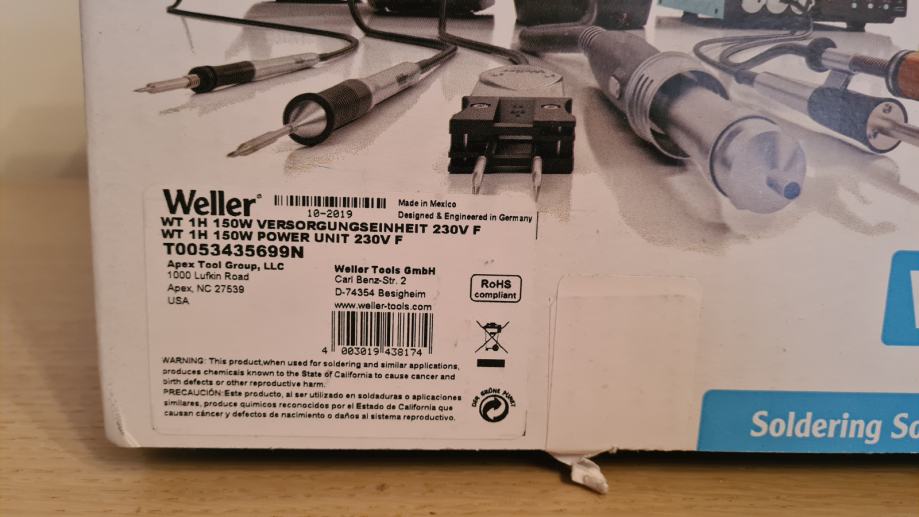 Weller
Weller®
10-2019
Made in Mexico
Designed & Engineered in Germany
WT 1H 150W VERSORGUNGSEINHEIT 230V F
WT 1H 150W POWER UNIT 230V F
T0053435699N
Apex Tool Group, LLC
1000 Lufkin Road
Apex, NC 27539
USA
Weller Tools GmbH
Carl Benz-Str. 2
D-74354 Besigheim
www.weller-tools.com
4 003019 438174
RoHS
compliant
WARNING: This product,when used for soldering and similar applications,
produces chemicals known to the State of California to cause cancer and
birth defects or other reproductive harm.
PRECAUCIÓN:Este producto, al ser utilizado en soldaduras o aplicaciones
similares, produce químicos reconocidos por el Estado de California que
causan cáncer y defectos de nacimiento o daños al sistema reproductivo.
DER GRÜNE PUNKT
Soldering